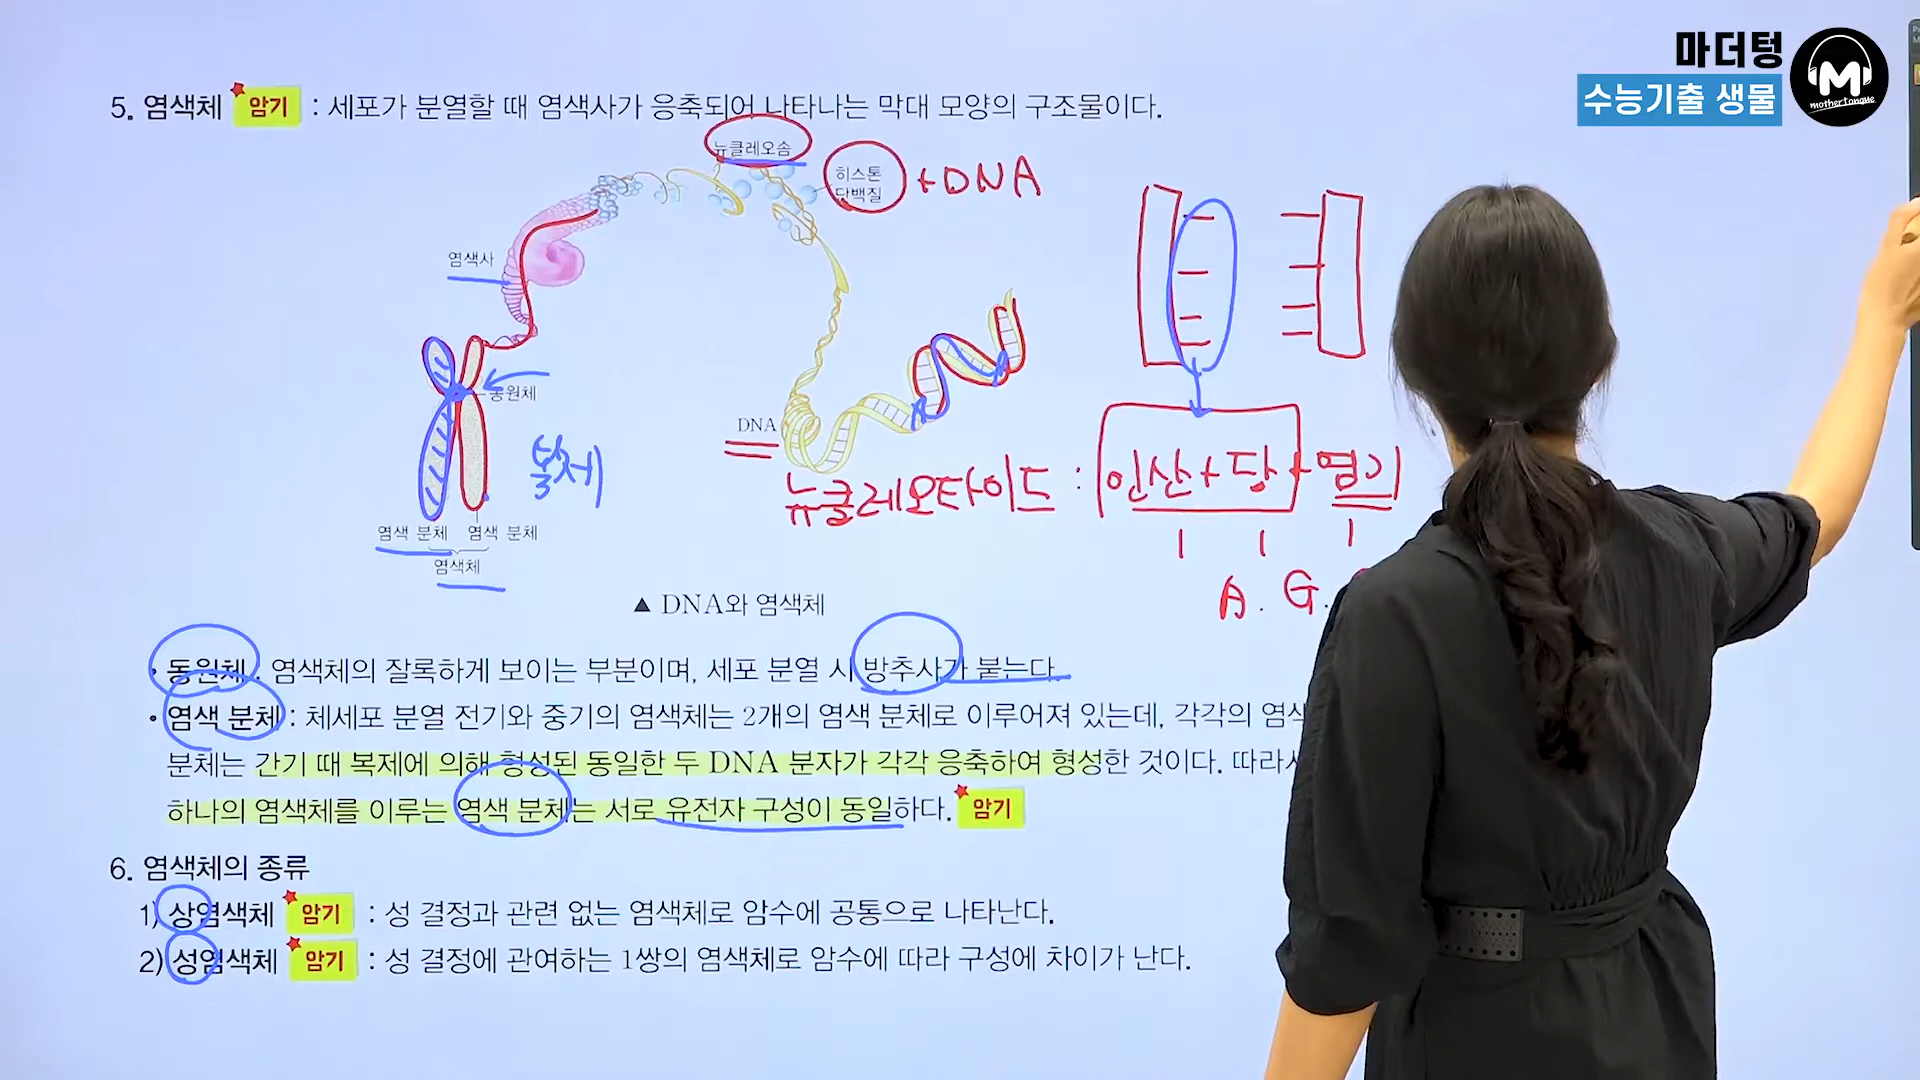 마더텅
수능기출 생물
M
mothertongue
5. 염색체 암기 : 세포가 분열할 때 염색사가 응축되어 나타나는 막대 모양의 구조물이다.
뉴클레오솜
히스톤
단백질
+DNA
염색사
동원체
복제
DNA
뉴클레오타이드 : 인산+당+염기
1 1 1
A. G.
염색 분체 염색 분체
염색체
▲ DNA와 염색체
• 동원체 : 염색체의 잘록하게 보이는 부분이며, 세포 분열 시 방추사가 붙는다.
• 염색 분체 : 체세포 분열 전기와 중기의 염색체는 2개의 염색 분체로 이루어져 있는데, 각각의 염색
분체는 간기 때 복제에 의해 형성된 동일한 두 DNA 분자가 각각 응축하여 형성한 것이다.
하나의 염색체를 이루는 염색 분체는 서로 유전자 구성이 동일하다. 암기
6. 염색체의 종류
1) 상염색체 암기 : 성 결정과 관련 없는 염색체로 암수에 공통으로 나타난다.
2) 성염색체 암기 : 성 결정에 관여하는 1쌍의 염색체로 암수에 따라 구성에 차이가 난다.